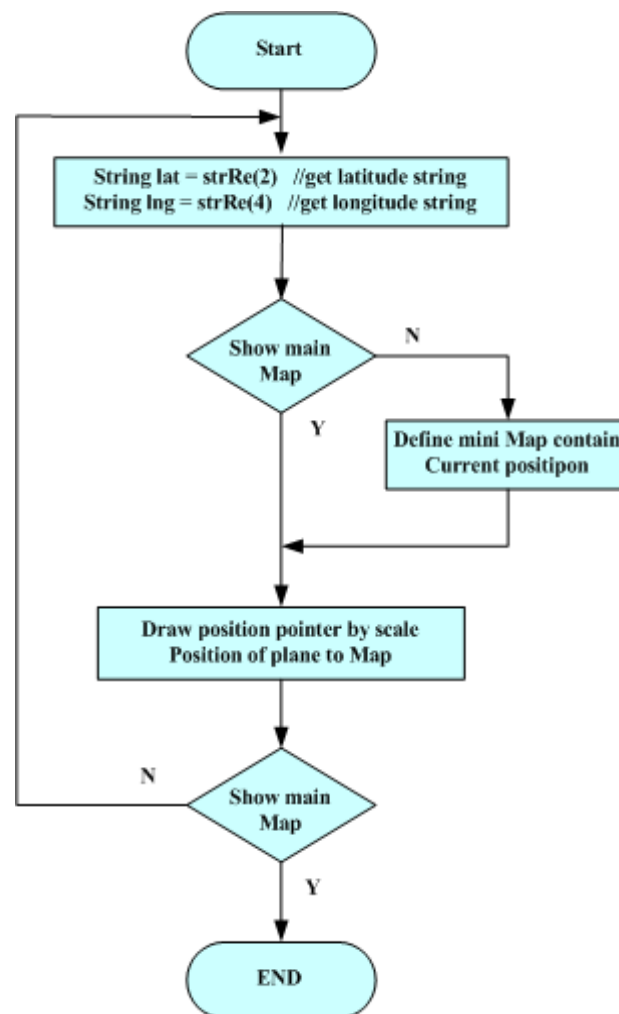 Start
String lat = strRe(2) //get latitude string
String lng = strRe(4) //get longitude string
Show main
Map
N
Y
Define mini Map contain
Current positipon
Draw position pointer by scale
Position of plane to Map
N
Show main
Map
Y
END